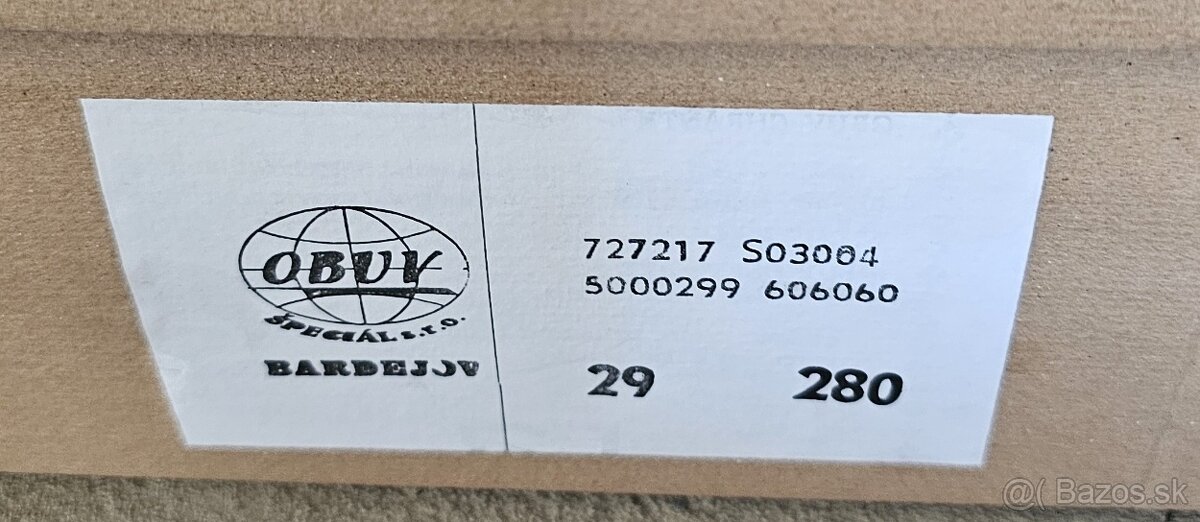 OBUV
ŠPECIÁL s.r.o.
BARDEJOV
727217 S03004
5000299 606060
29 280
@( Bazos.sk